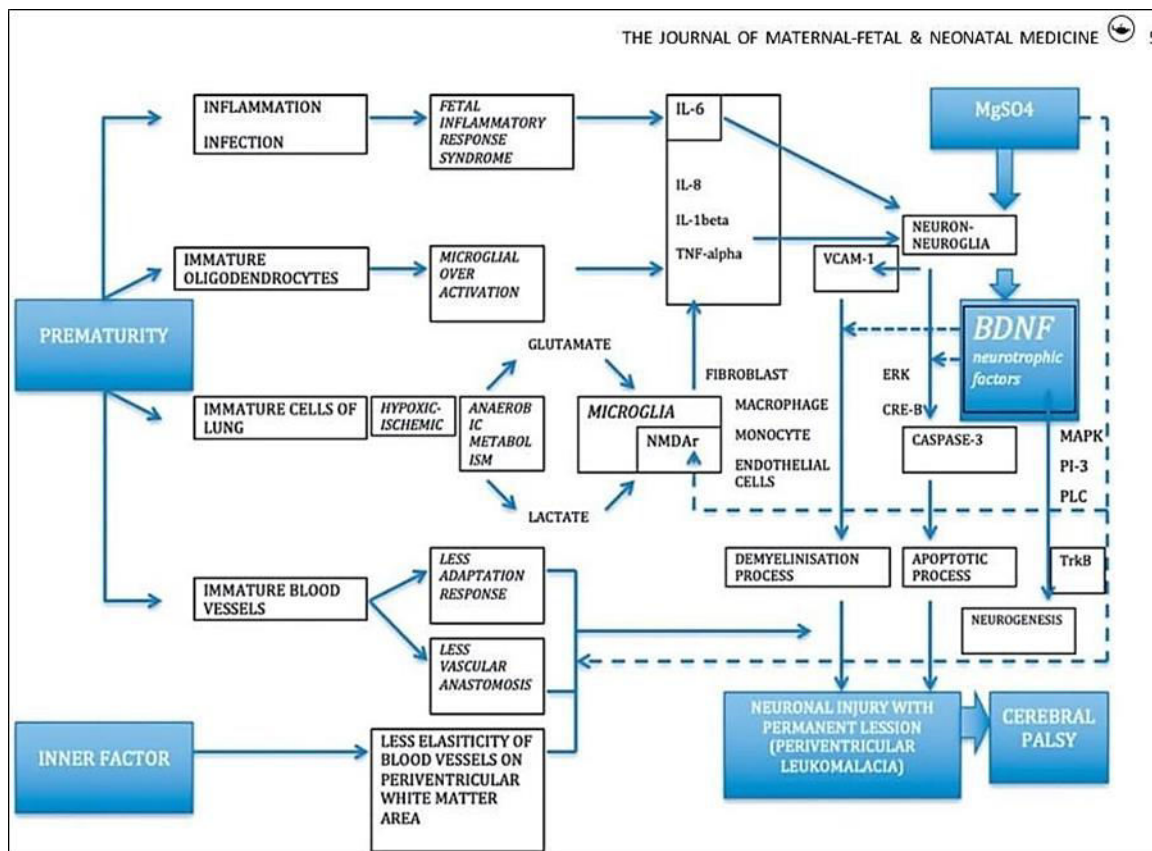 THE JOURNAL OF MATERNAL-FETAL & NEONATAL MEDICINE
INFLAMMATION
INFECTION
FETAL
INFLAMMATORY
RESPONSE
SYNDROME
IL-6
IL-8
IL-1beta
TNF-alpha
MgSO4
NEURON-
NEUROGLIA
VCAM-1
IMMATURE
OLIGODENDROCYTES
MICROGLIAL
OVER
ACTIVATION
PREMATURITY
BDNF
neurotrophic
factors
GLUTAMATE
IMMATURE CELLS OF
LUNG
HYPOXIC-
ISCHEMIC
ANAEROB
IC
METABOL
ISM
LACTATE
MICROGLIA
NMDAr
FIBROBLAST
MACROPHAGE
MONOCYTE
ENDOTHELIAL
CELLS
ERK
CRE-B
CASPASE-3
MAPK
PI-3
PLC
IMMATURE BLOOD
VESSELS
LESS
ADAPTATION
RESPONSE
LESS
VASCULAR
ANASTOMOSIS
DEMYELINISATION
PROCESS
APOPTOTIC
PROCESS
TrkB
NEUROGENESIS
INNER FACTOR
LESS ELASITICITY OF
BLOOD VESSELS ON
PERIVENTRICULAR
WHITE MATTER
AREA
NEURONAL INJURY WITH
PERMANENT LESSION
(PERIVENTRICULAR
LEUKOMALACIA)
CEREBRAL
PALSY